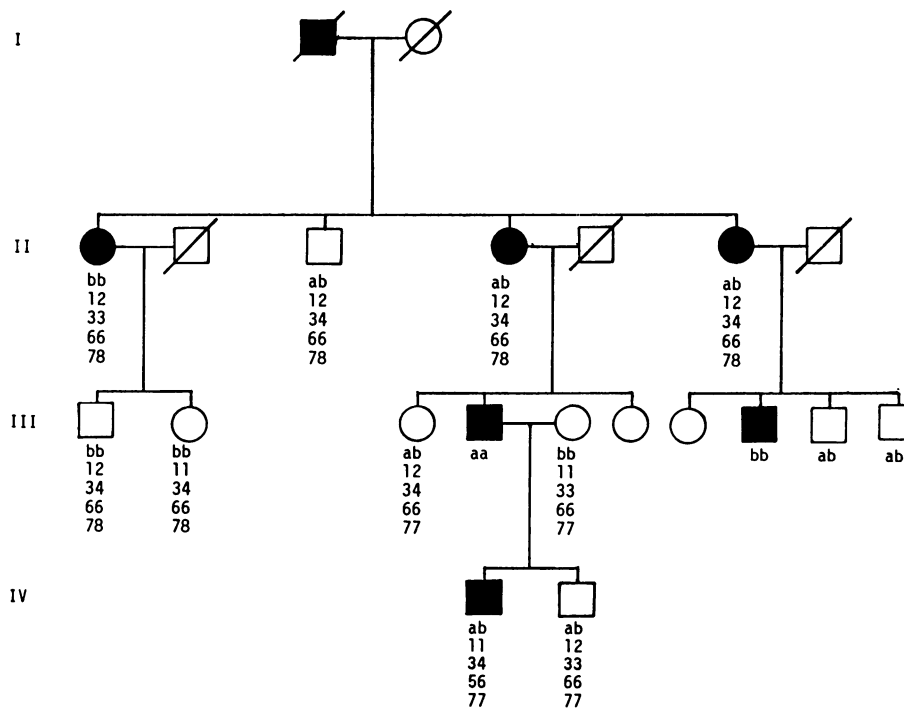 I
II
bb ab ab ab
12 12 12 12
33 34 34 34
66 66 66 66
78 78 78 78
III
bb bb ab aa bb bb ab ab
12 11 12 11
34 34 34 33
66 66 66 66
78 78 77 77
IV
ab ab
11 12
34 33
56 66
77 77